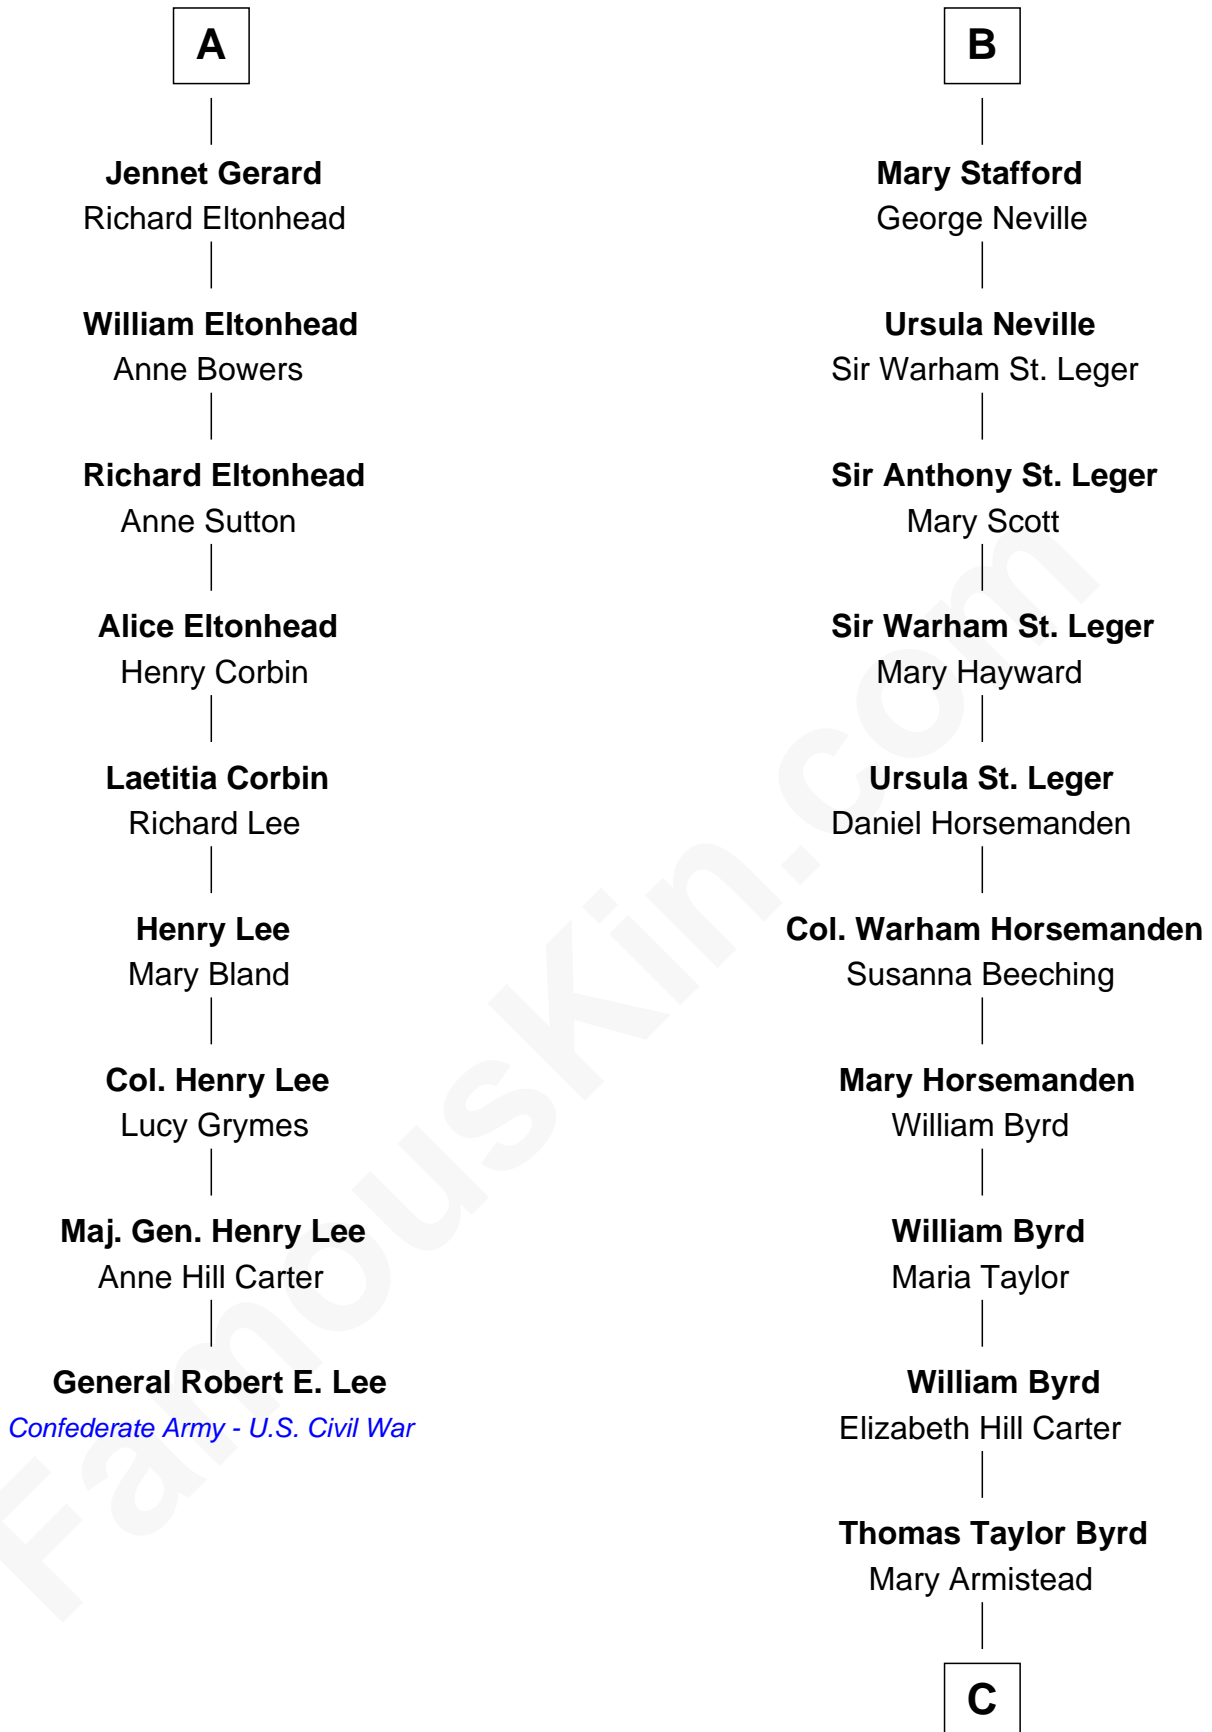 A
Jennet Gerard
Richard Eltonhead
William Eltonhead
Anne Bowers
Richard Eltonhead
Anne Sutton
Alice Eltonhead
Henry Corbin
Laetitia Corbin
Richard Lee
Henry Lee
Mary Bland
Col. Henry Lee
Lucy Grymes
Maj. Gen. Henry Lee
Anne Hill Carter
General Robert E. Lee
Confederate Army - U.S. Civil War
B
Mary Stafford
George Neville
Ursula Neville
Sir Warham St. Leger
Sir Anthony St. Leger
Mary Scott
Sir Warham St. Leger
Mary Hayward
Ursula St. Leger
Daniel Horsemanden
Col. Warham Horsemanden
Susanna Beeching
Mary Horsemanden
William Byrd
William Byrd
Maria Taylor
William Byrd
Elizabeth Hill Carter
Thomas Taylor Byrd
Mary Armistead
C
FamousKin.com